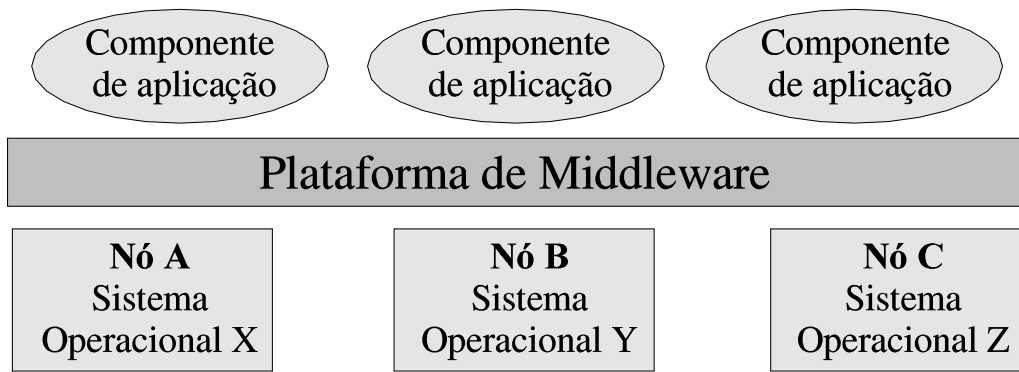 Componente
de aplicação
Componente
de aplicação
Componente
de aplicação
Plataforma de Middleware
Nó A
Sistema
Operacional X
Nó B
Sistema
Operacional Y
Nó C
Sistema
Operacional Z